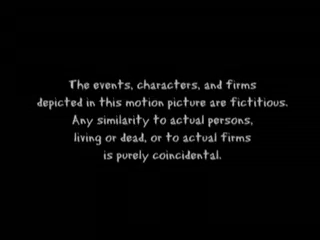 The events, characters, and firms
depicted in this motion picture are fictitious.
Any similarity to actual persons,
living or dead, or to actual firms
is purely coincidental.